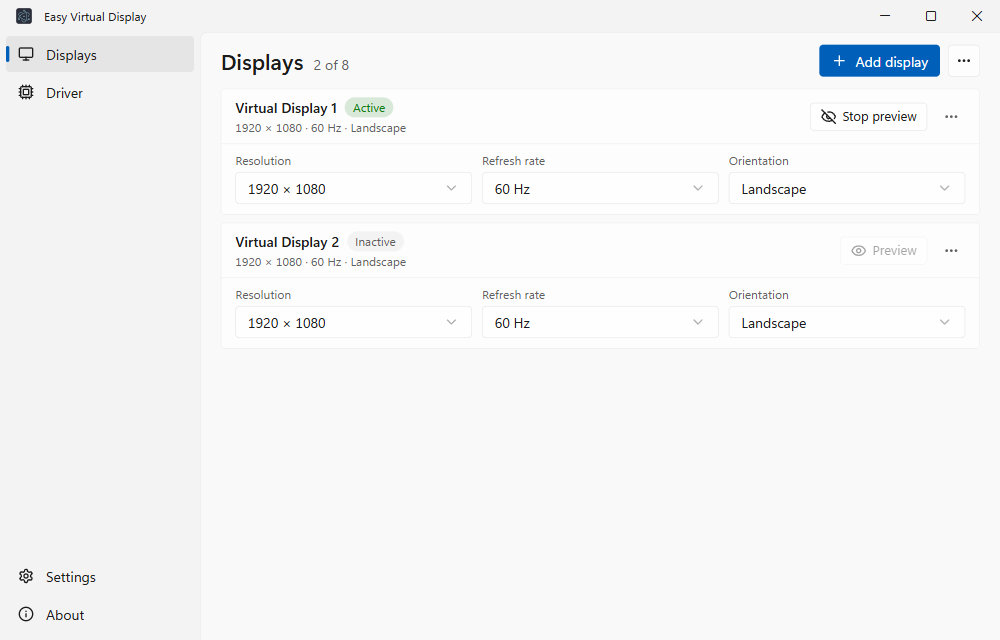 Easy Virtual Display
Displays
Driver
Settings
About
Displays 2 of 8
Add display
Virtual Display 1 Active
1920 × 1080 · 60 Hz · Landscape
Stop preview
Resolution Refresh rate Orientation
1920 × 1080 60 Hz Landscape
Virtual Display 2 Inactive
1920 × 1080 · 60 Hz · Landscape
Preview
Resolution Refresh rate Orientation
1920 × 1080 60 Hz Landscape